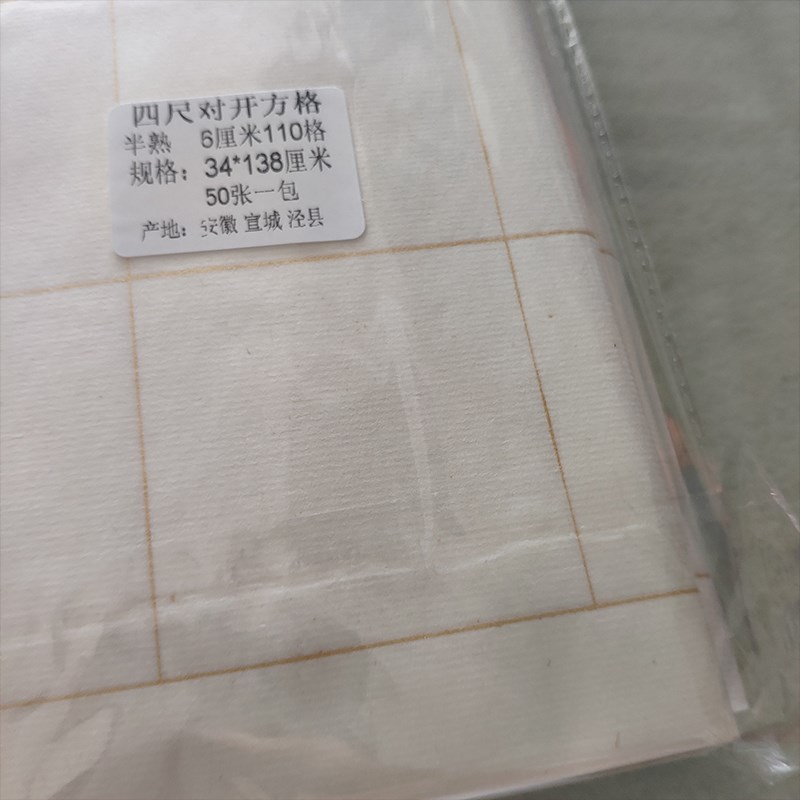 四尺对开方格
半熟 6厘米110格
规格：34*138厘米
50张一包
产地：安徽 宣城 泾县